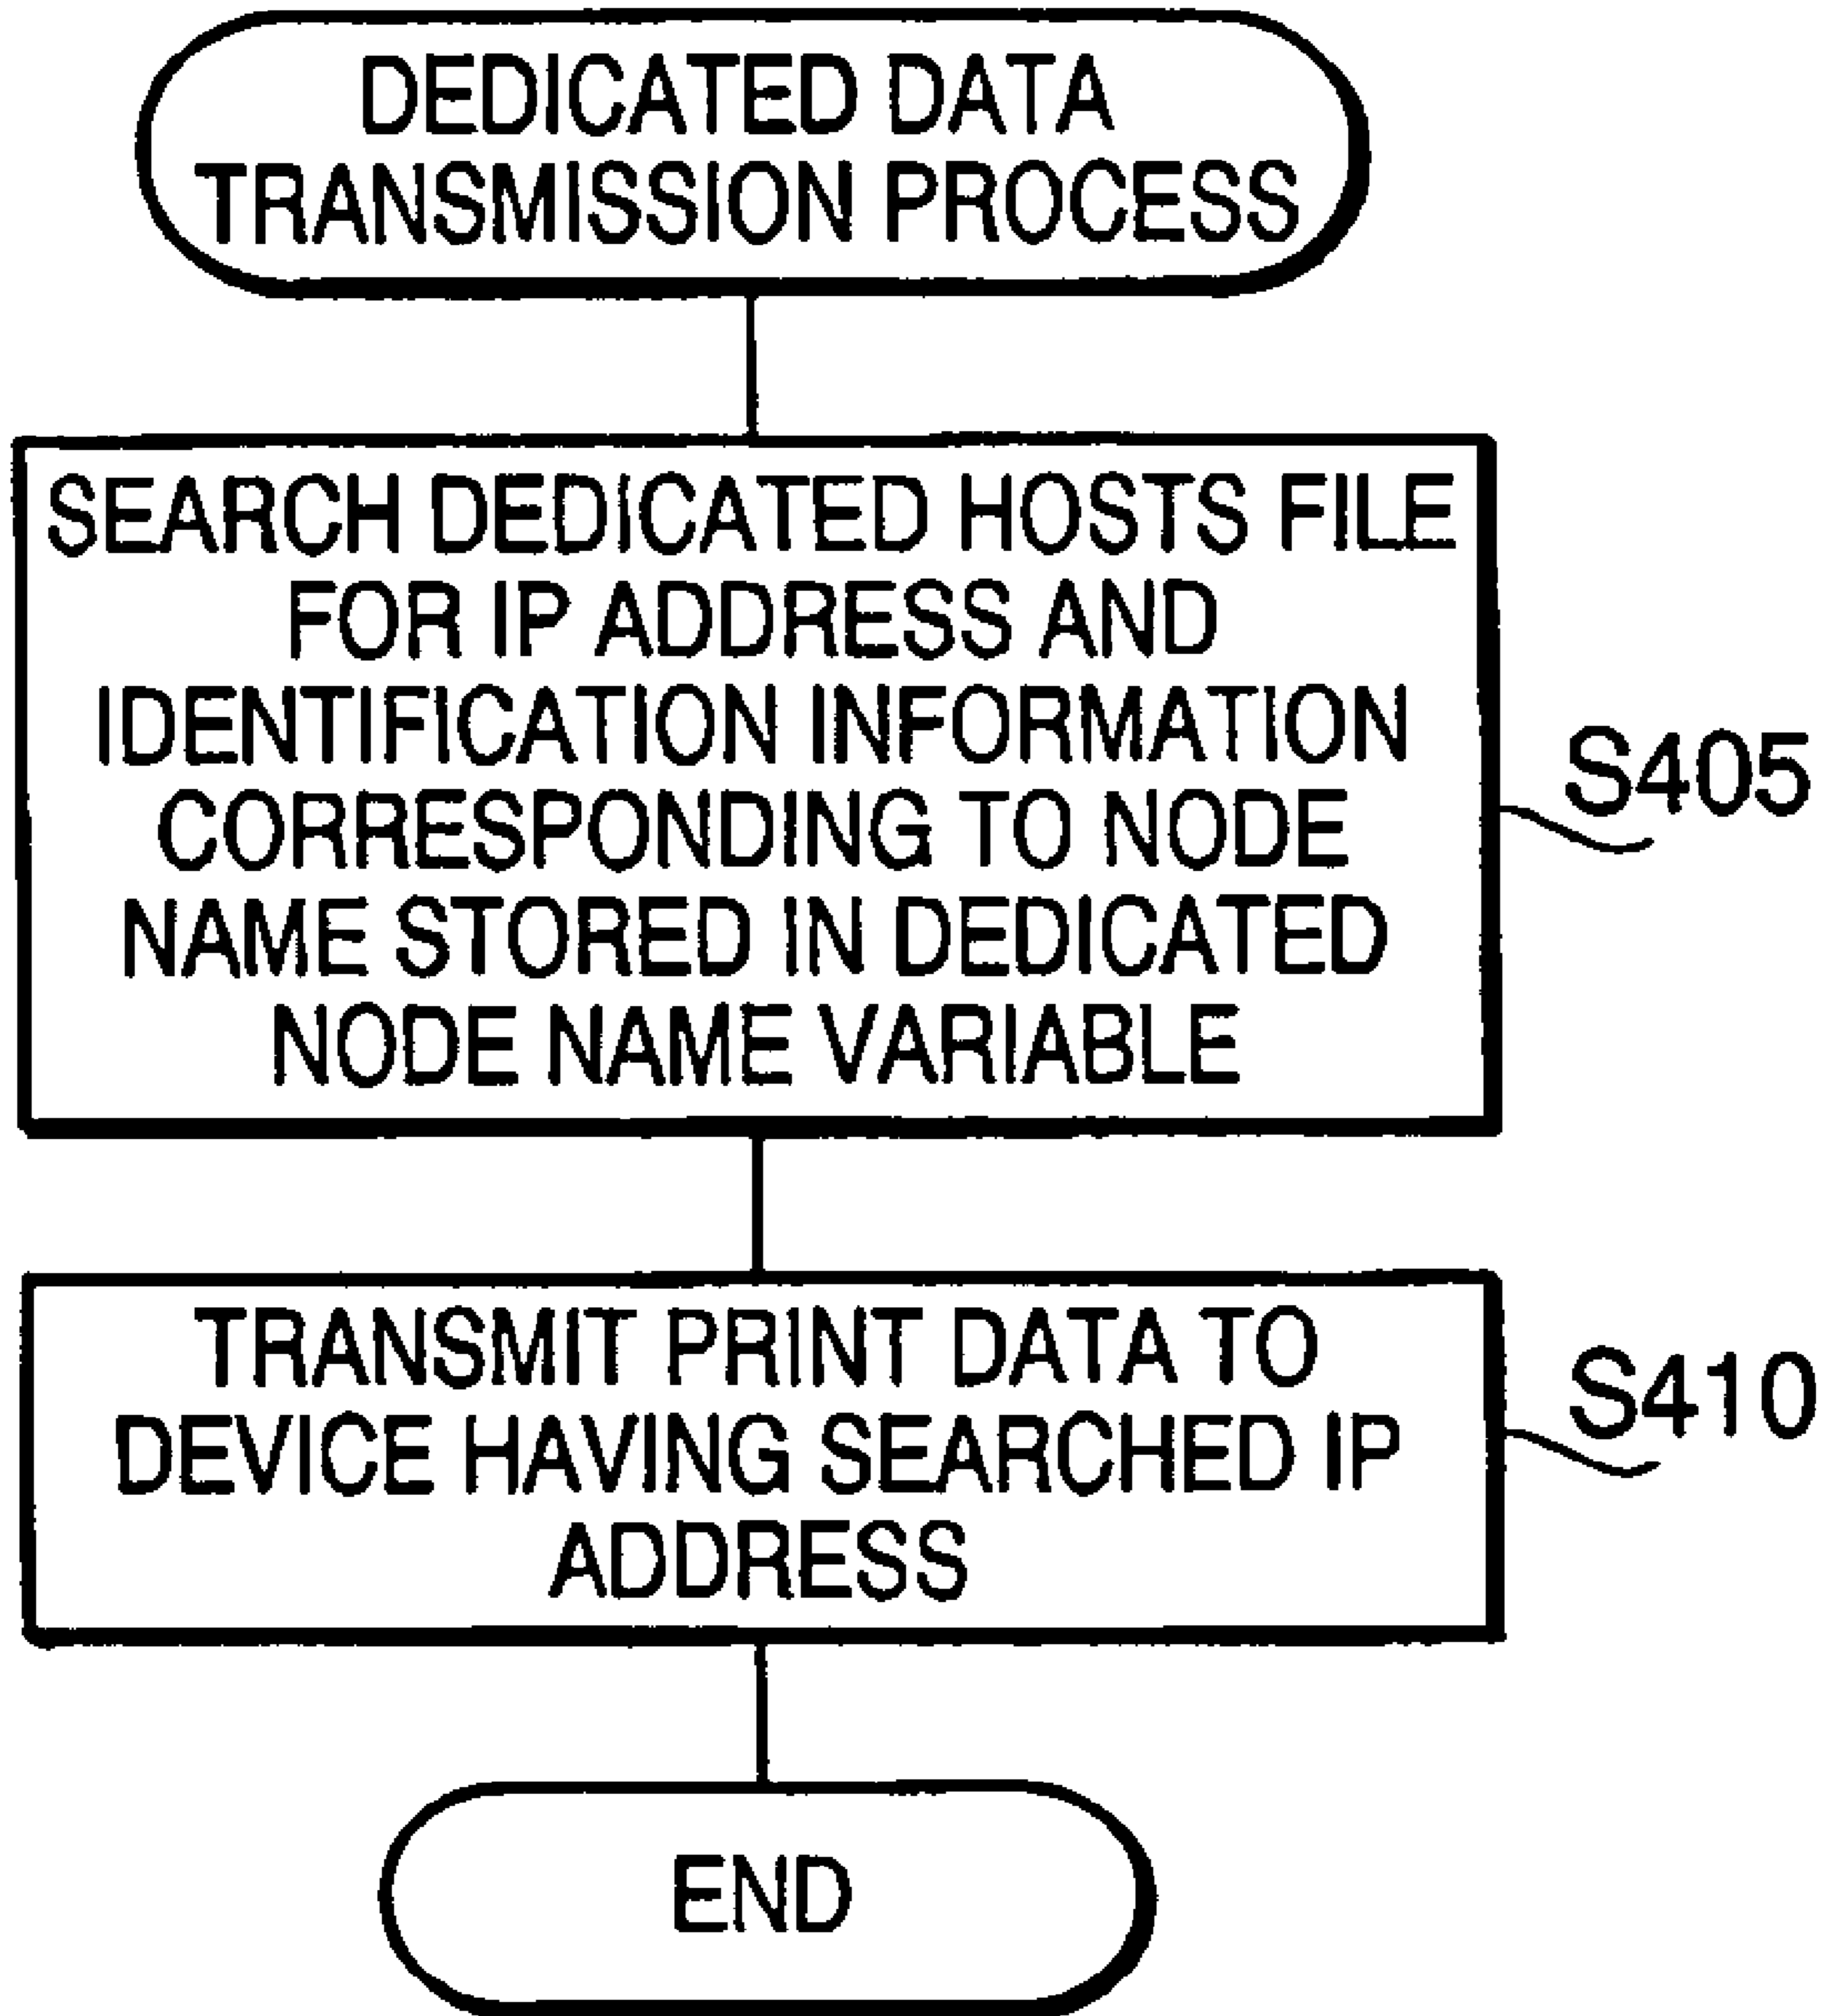 DEDICATED DATA
TRANSMISSION PROCESS
SEARCH DEDICATED HOSTS FILE
FOR IP ADDRESS AND
IDENTIFICATION INFORMATION
CORRESPONDING TO NODE
NAME STORED IN DEDICATED
NODE NAME VARIABLE
S405
TRANSMIT PRINT DATA TO
DEVICE HAVING SEARCHED IP
ADDRESS
S410
END